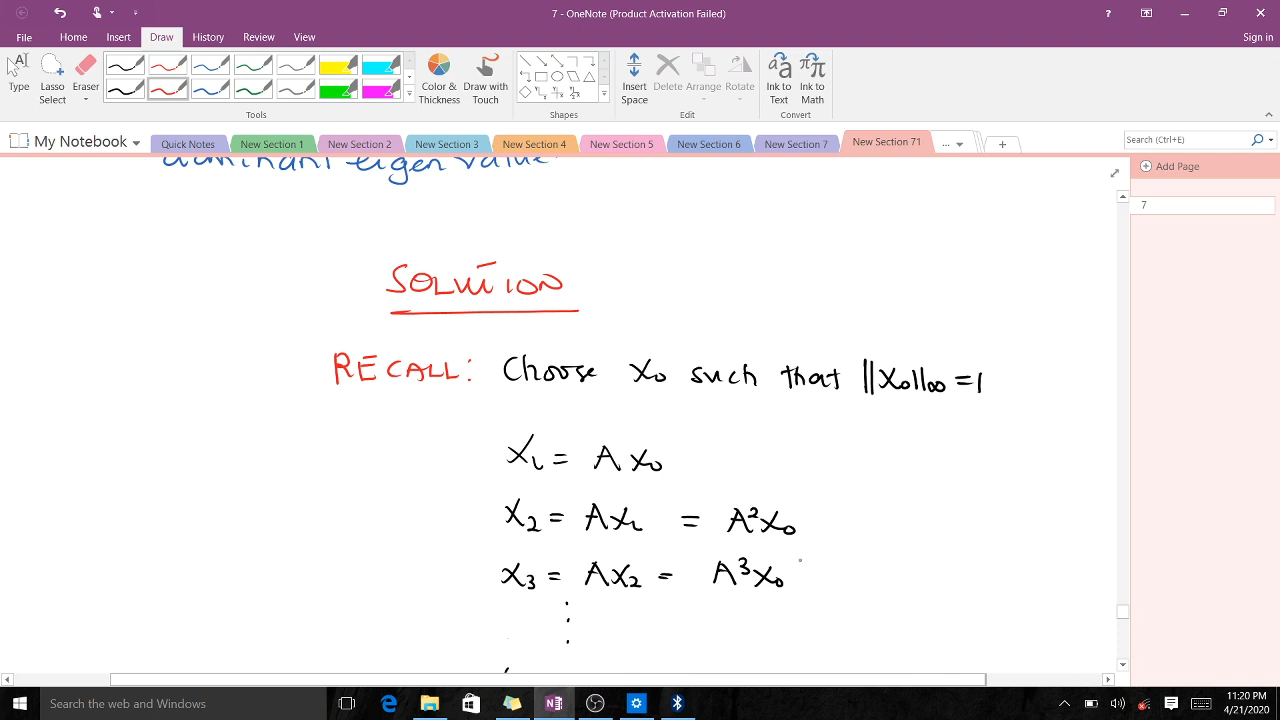 7 - OneNote (Product Activation Failed)
File Home Insert Draw History Review View Sign in
Type Lasso Select Eraser Color & Thickness Draw with Touch Insert Space Delete Arrange Rotate Ink to Text Ink to Math
Tools Shapes Edit Convert
My Notebook Quick Notes New Section 1 New Section 2 New Section 3 New Section 4 New Section 5 New Section 6 New Section 7 New Section 71 ... + Search (Ctrl+E)
Add Page
7
dominant eigen value
SOLUTION
RECALL: Choose x₀ such that ||x₀||∞ = 1
x₁ = Ax₀
x₂ = Ax₁ = A²x₀
x₃ = Ax₂ = A³x₀
⋮
Search the web and Windows
11:20 PM
4/21/2020